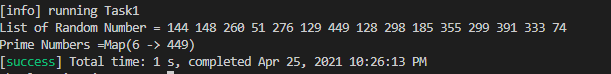 [info] running Task1
List of Random Number = 144 148 260 51 276 129 449 128 298 185 355 299 391 333 74
Prime Numbers =Map(6 -> 449)
[success] Total time: 1 s, completed Apr 25, 2021 10:26:13 PM